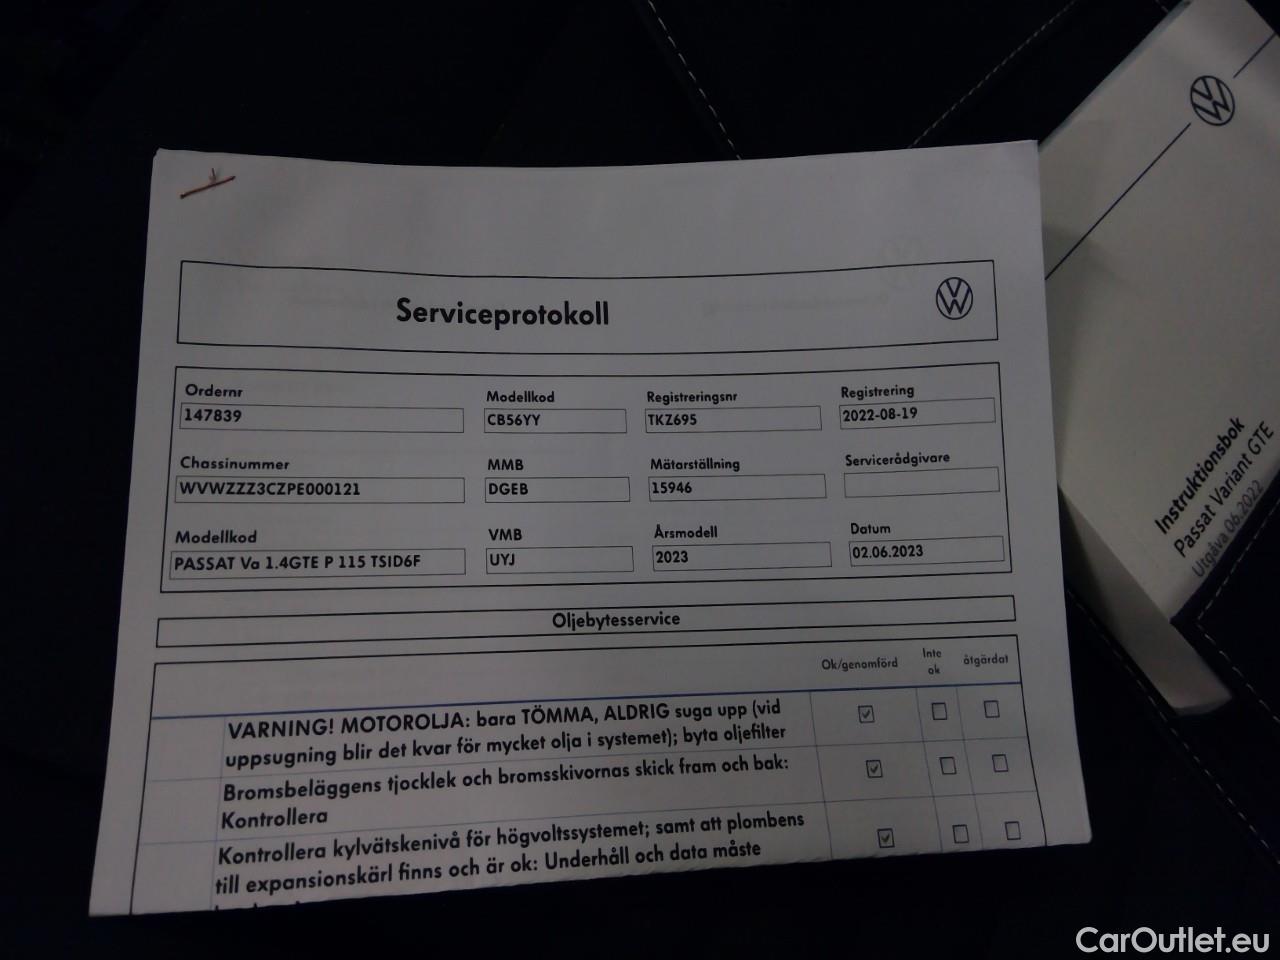 Serviceprotokoll
Ordernr
147839
Modellkod
CB56YY
Registreringsnr
TKZ695
Registrering
2022-08-19
Chassinummer
WVWZZZ3CZPE000121
MMB
DGEB
Mätarställning
15946
Servicerådgivare
Modellkod
PASSAT Va 1.4GTE P 115 TSID6F
VMB
UYJ
Årsmodell
2023
Datum
02.06.2023
Oljebytesservice
Ok/genomförd
Inte
ok
åtgärdat
VARNING! MOTOROLJA: bara TÖMMA, ALDRIG suga upp (vid
uppsugning blir det kvar för mycket olja i systemet); byta oljefilter
Bromsbeläggens tjocklek och bromsskivornas skick fram och bak:
Kontrollera
Kontrollera kylvätskenivå för högvoltssystemet; samt att plombens
till expansionskärl finns och är ok: Underhåll och data måste
Instruktionsbok
Passat Variant GTE
Utgåva 06.2022
CarOutlet.eu